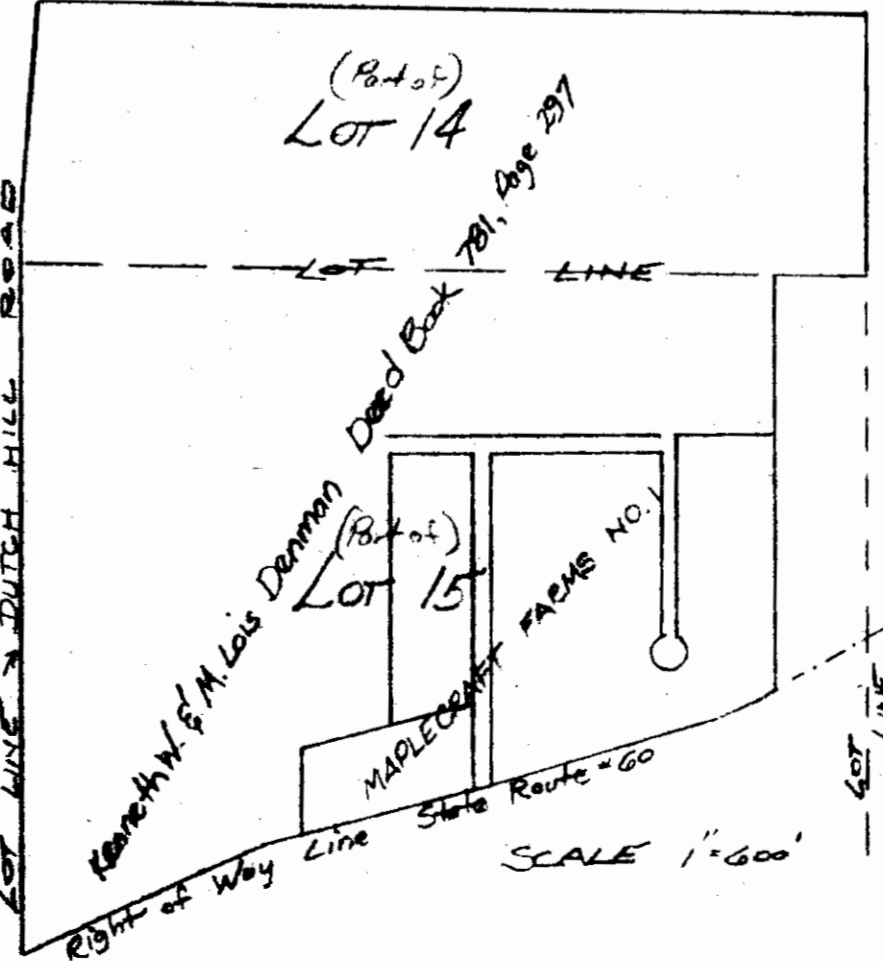 (Part of)
LOT 14
LOT LINE
Kenneth W. & M. Lois Denman Deed Book 781, Page 297
(Part of)
LOT 15
MAPLECRAFT FARMS NO. 1
LOT LINE & DUTCH HILL ROAD
LOT LINE
Right of Way Line State Route #60
SCALE 1"=600'